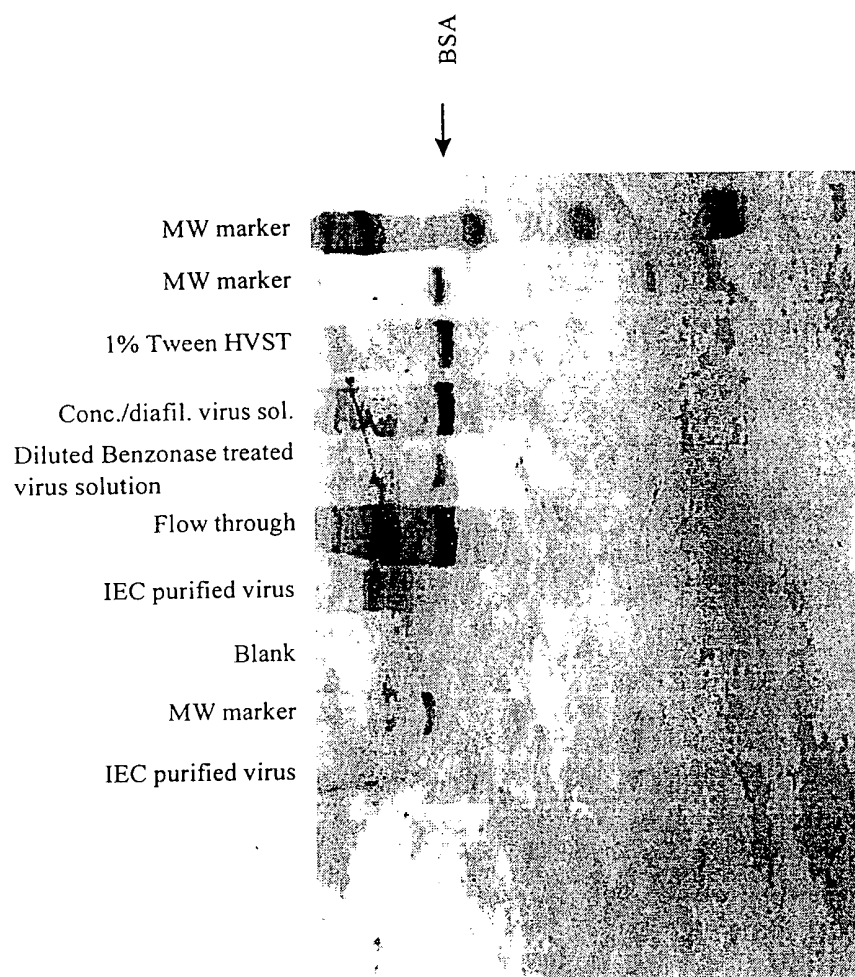 BSA
MW marker
MW marker
1% Tween HVST
Conc./diafil. virus sol.
Diluted Benzonase treated
virus solution
Flow through
IEC purified virus
Blank
MW marker
IEC purified virus